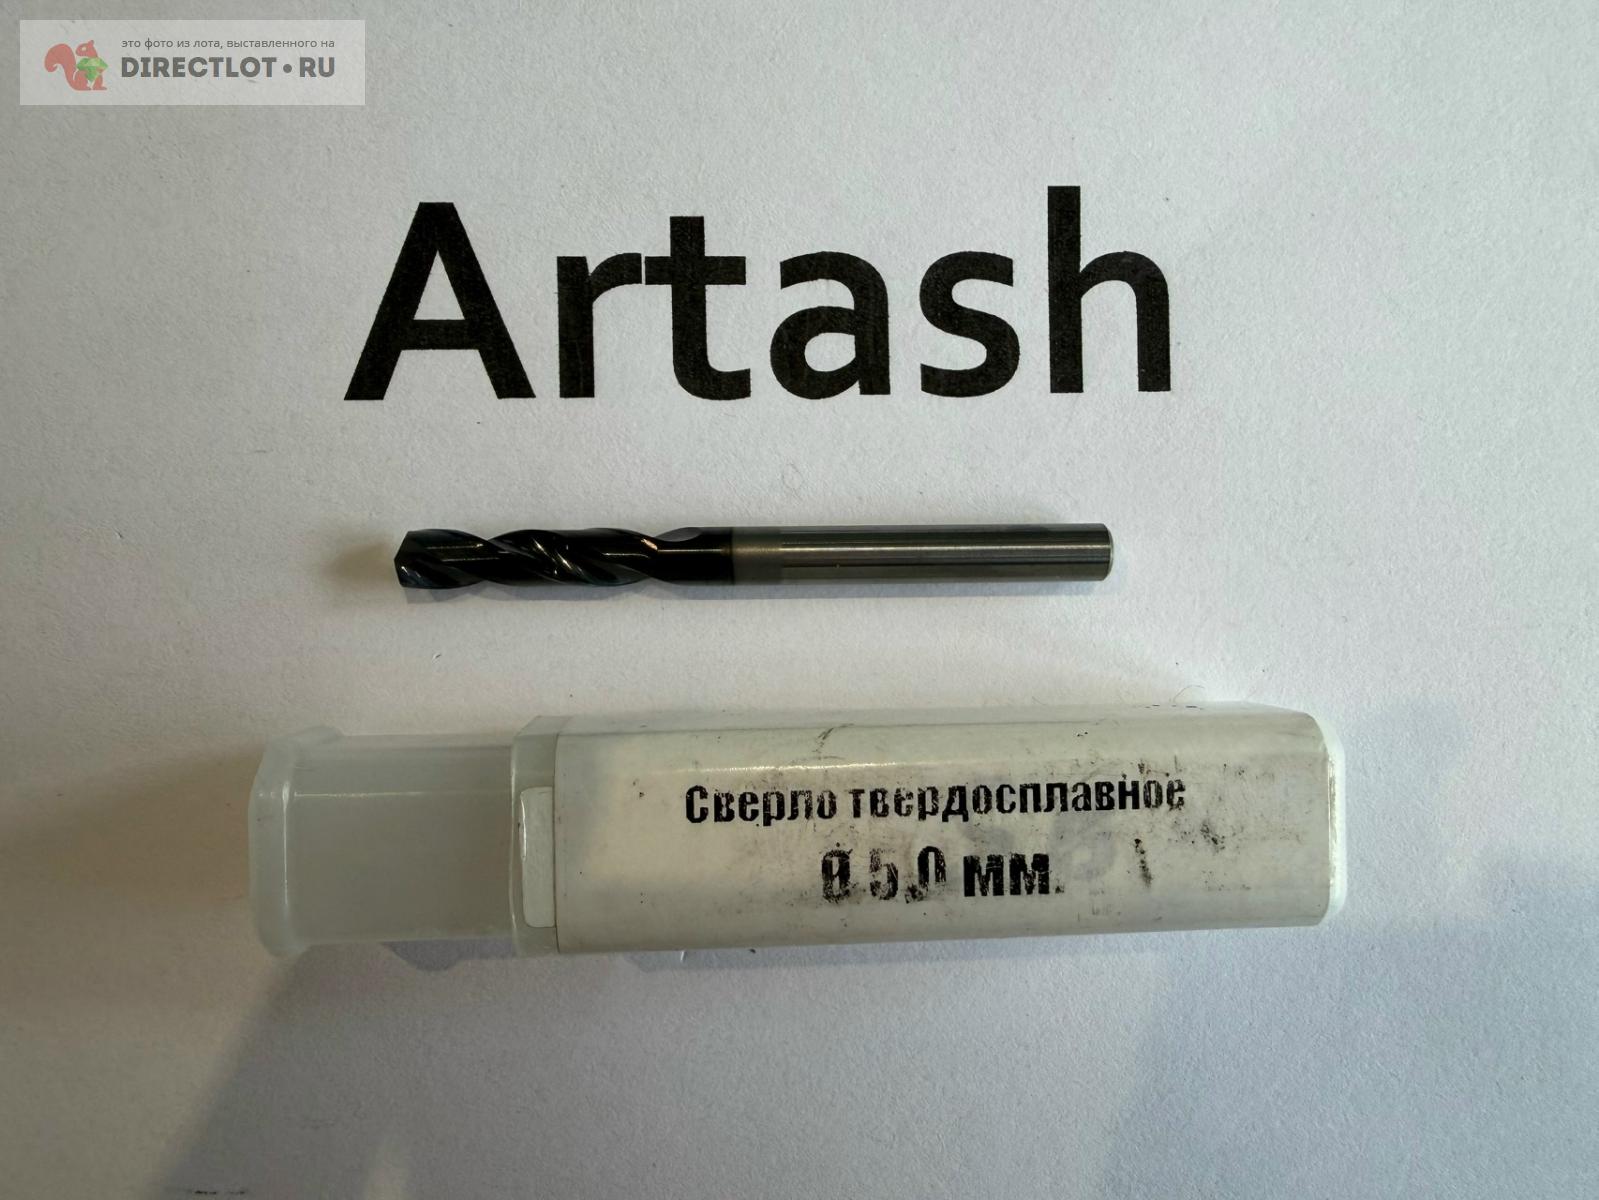 это фото из лота, выставленного на
DIRECTLOT•RU
Artash
Сверло твердосплавное
ø 5,0 мм.